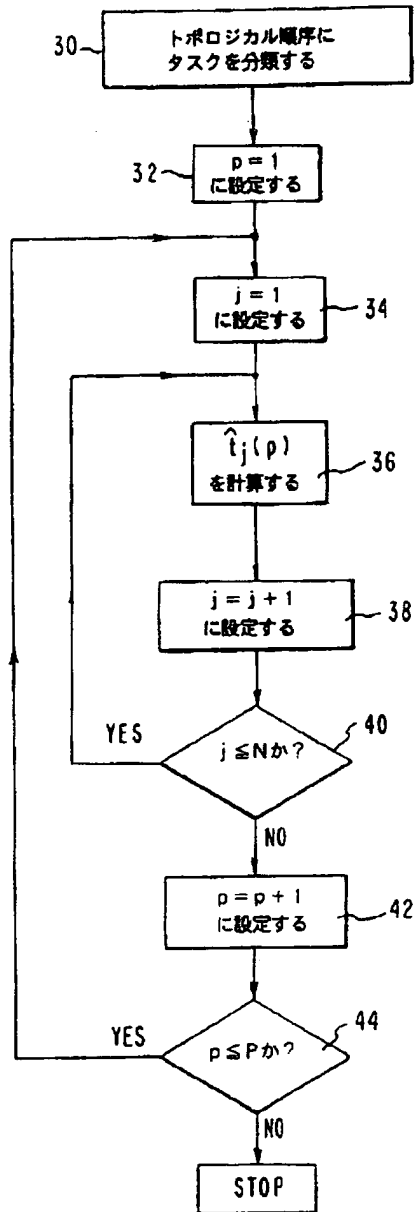 30
トポロジカル順序に
タスクを分類する
32
p = 1
に設定する
j = 1
に設定する
34
t̂j(p)
を計算する
36
j = j + 1
に設定する
38
YES
j ≦ Nか?
40
NO
p = p + 1
に設定する
42
YES
p ≦ Pか?
44
NO
STOP